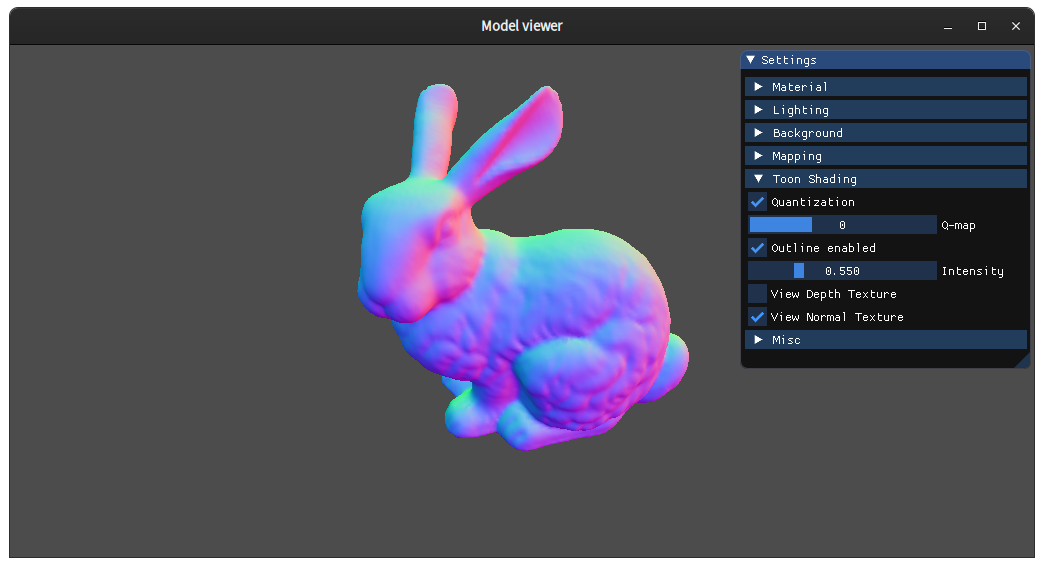 Model viewer
Settings
Material
Lighting
Background
Mapping
Toon Shading
Quantization
0 Q-map
Outline enabled
0.550 Intensity
View Depth Texture
View Normal Texture
Misc